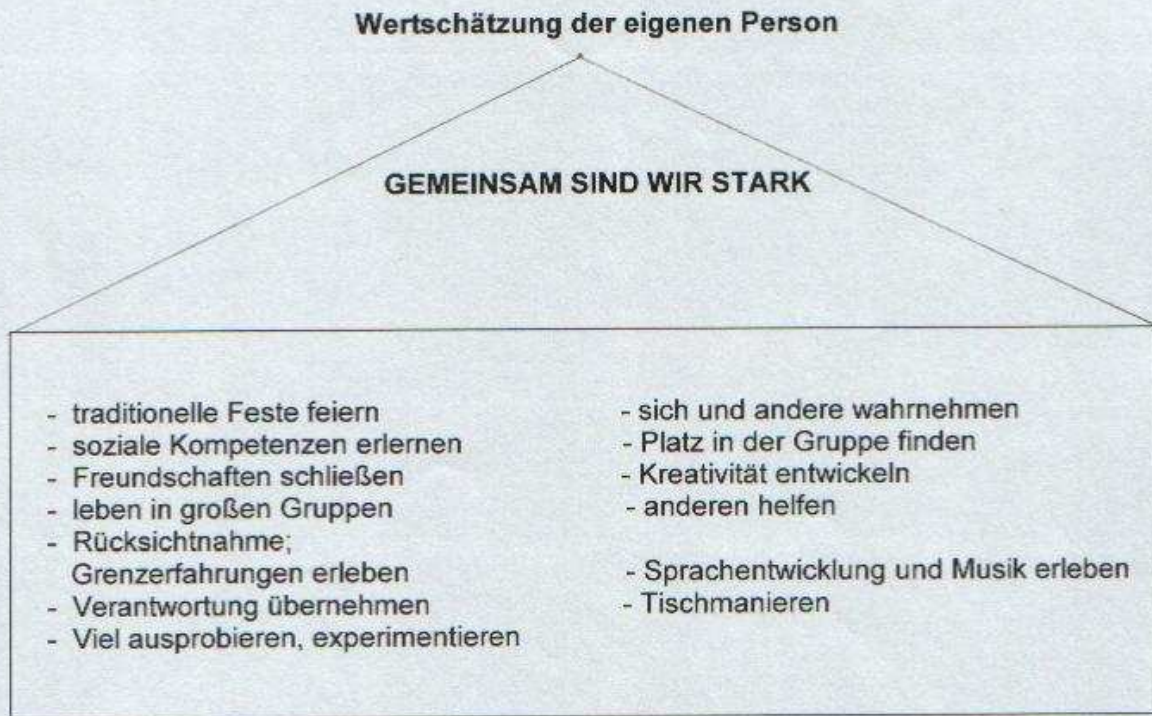 Wertschätzung der eigenen Person
GEMEINSAM SIND WIR STARK
- traditionelle Feste feiern
- soziale Kompetenzen erlernen
- Freundschaften schließen
- leben in großen Gruppen
- Rücksichtnahme;
Grenzerfahrungen erleben
- Verantwortung übernehmen
- Viel ausprobieren, experimentieren
- sich und andere wahrnehmen
- Platz in der Gruppe finden
- Kreativität entwickeln
- anderen helfen
- Sprachentwicklung und Musik erleben
- Tischmanieren